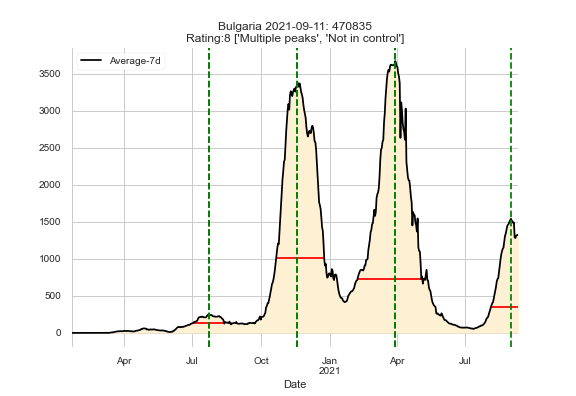 Bulgaria 2021-09-11: 470835
Rating:8 ['Multiple peaks', 'Not in control']
Average-7d
3500
3000
2500
2000
1500
1000
500
0
Apr Jul Oct Jan Apr Jul
2021
Date